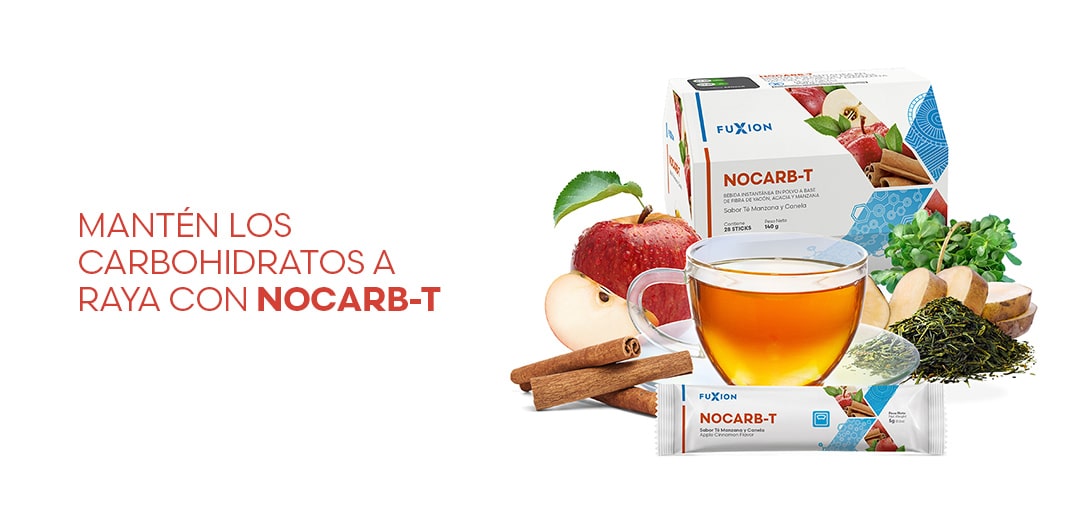 MANTÉN LOS
CARBOHIDRATOS A
RAYA CON NOCARB-T
NOCARB-T
FUXION
NOCARB-T
BEBIDA INSTANTÁNEA EN POLVO A BASE
DE FIBRA DE YACÓN, ACACIA Y MANZANA
Sabor Té Manzana y Canela
Contiene
28 STICKS
Peso Neto
140 g
FUXION
NOCARB-T
Sabor Té Manzana y Canela
Apple Cinnamon Flavor
Peso Neto
5g